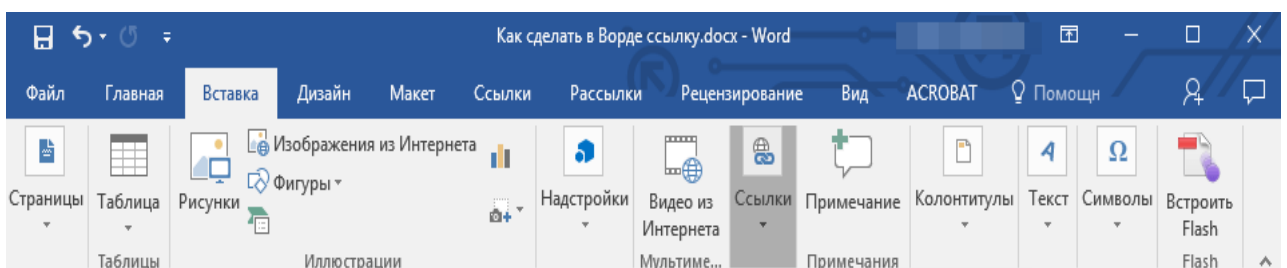 Как сделать в Ворде ссылку.docx - Word
Файл Главная Вставка Дизайн Макет Ссылки Рассылки Рецензирование Вид ACROBAT Помощн
Страницы Таблица Рисунки Изображения из Интернета Надстройки Видео из Интернета Ссылки Примечание Колонтитулы Текст Символы Встроить Flash
Фигуры
Таблицы Иллюстрации Мультиме... Примечания Flash